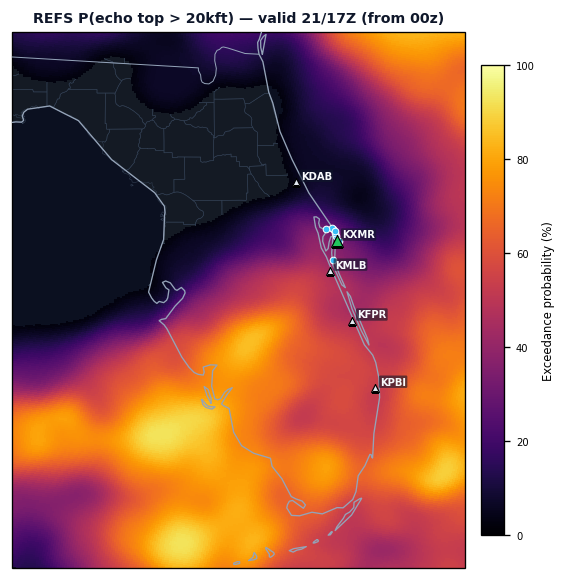 REFS P(echo top > 20kft) — valid 21/17Z (from 00z)
KDAB
KXMR
KMLB
KFPR
KPBI
100
80
60
40
20
0
Exceedance probability (%)